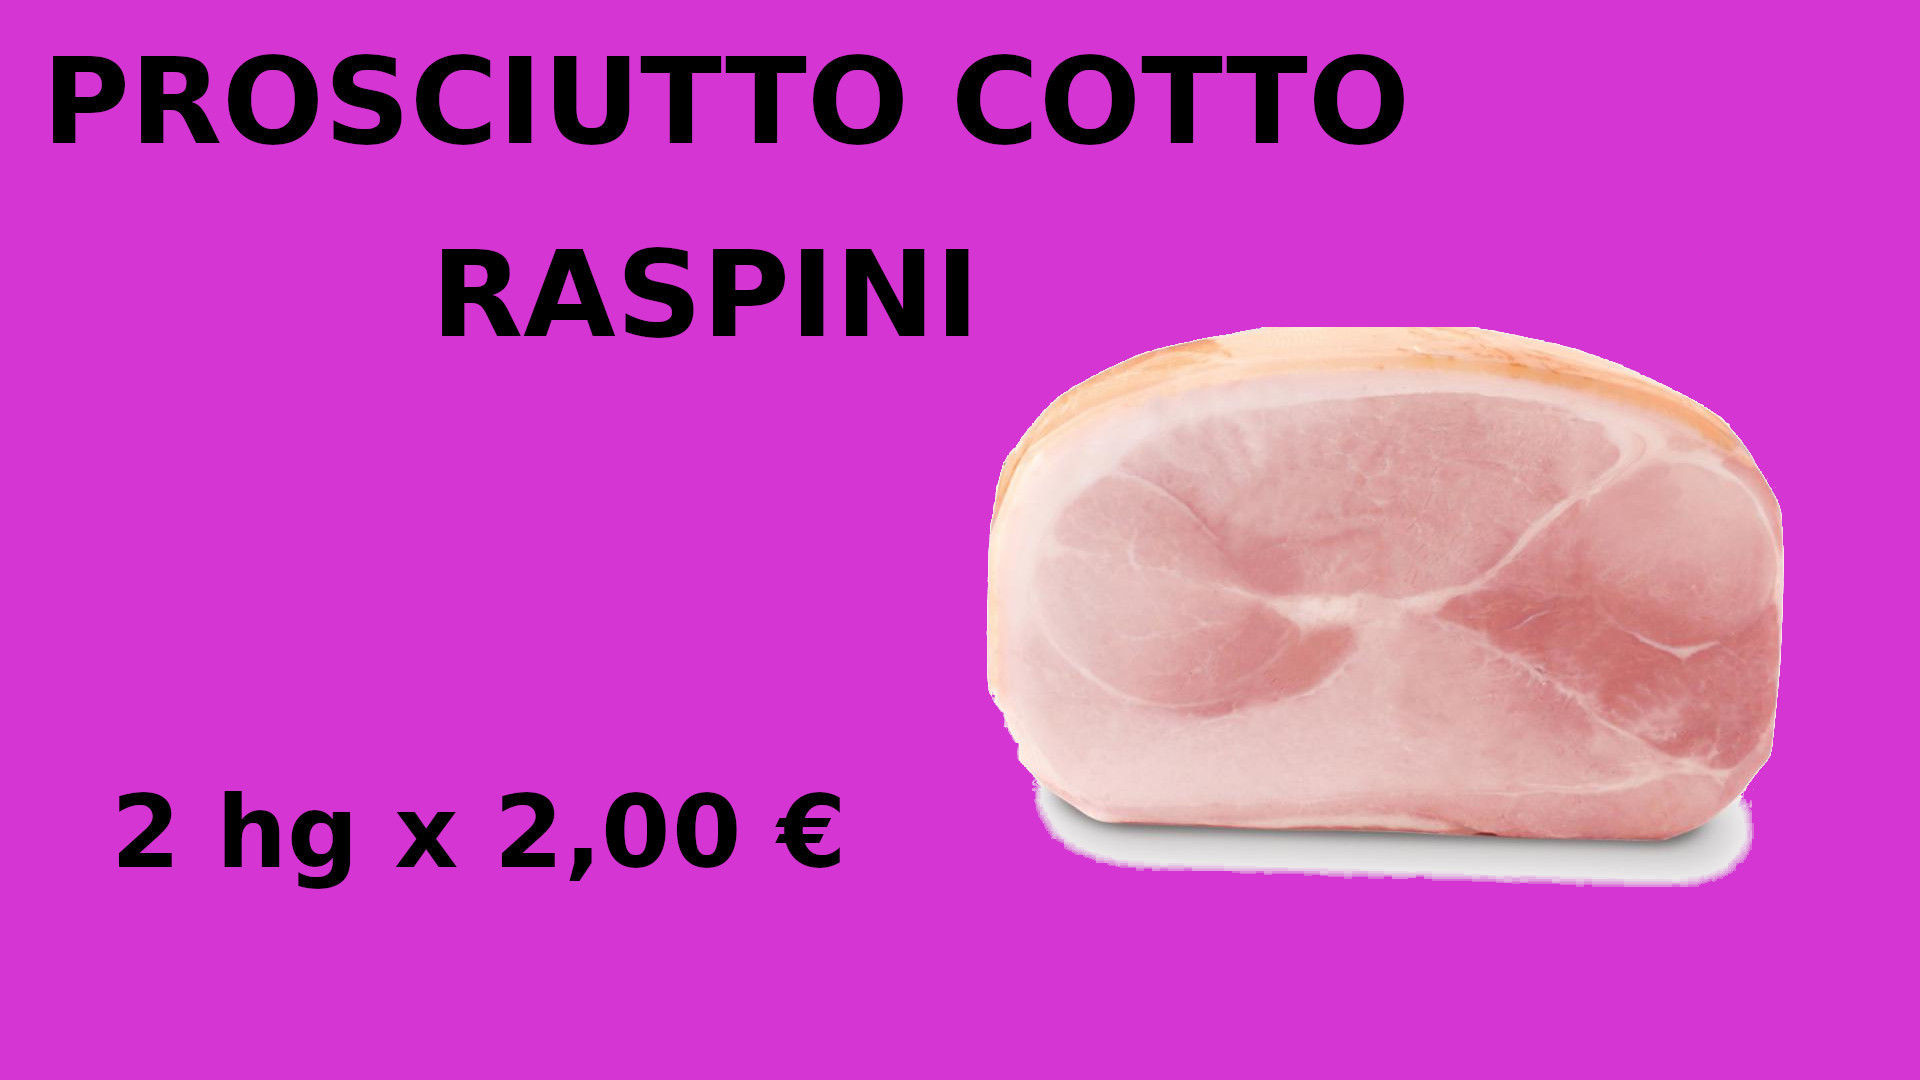 PROSCIUTTO COTTO
RASPINI
2 hg x 2,00 €